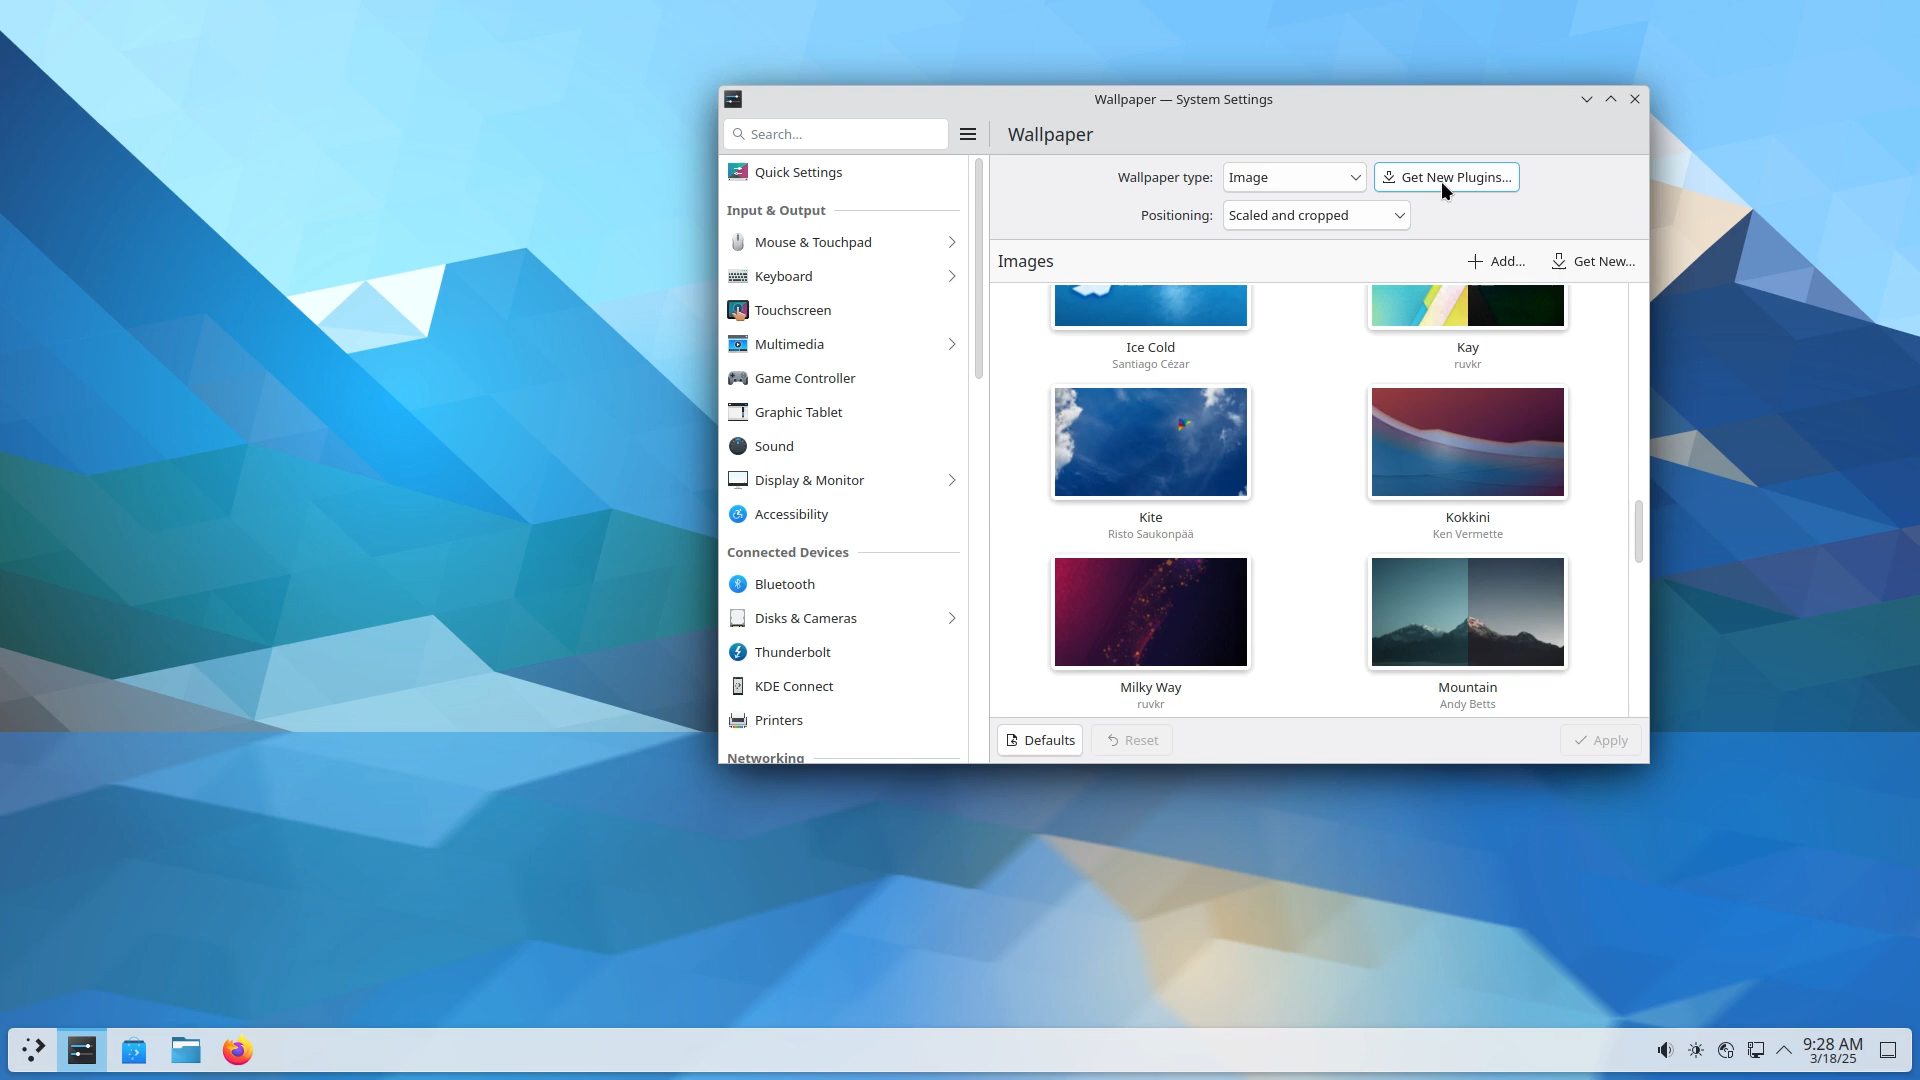 Wallpaper — System Settings
Search...
Wallpaper
Quick Settings
Input & Output
Mouse & Touchpad
Keyboard
Touchscreen
Multimedia
Game Controller
Graphic Tablet
Sound
Display & Monitor
Accessibility
Connected Devices
Bluetooth
Disks & Cameras
Thunderbolt
KDE Connect
Printers
Networking
Wallpaper type:
Image
Get New Plugins...
Positioning:
Scaled and cropped
Images
Add...
Get New...
Ice Cold
Santiago Cézar
Kay
ruvkr
Kite
Risto Saukonpää
Kokkini
Ken Vermette
Milky Way
ruvkr
Mountain
Andy Betts
Defaults
Reset
Apply
9:28 AM
3/18/25